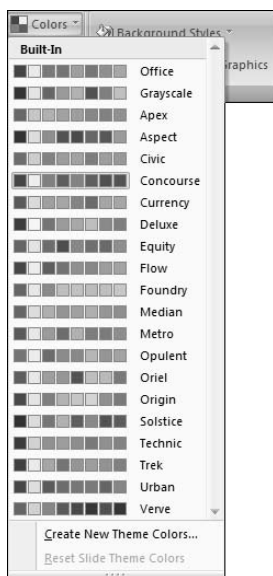 Colors
Background Styles
Graphics
Built-In
Office
Grayscale
Apex
Aspect
Civic
Concourse
Currency
Deluxe
Equity
Flow
Foundry
Median
Metro
Opulent
Oriel
Origin
Solstice
Technic
Trek
Urban
Verve
Create New Theme Colors...
Reset Slide Theme Colors